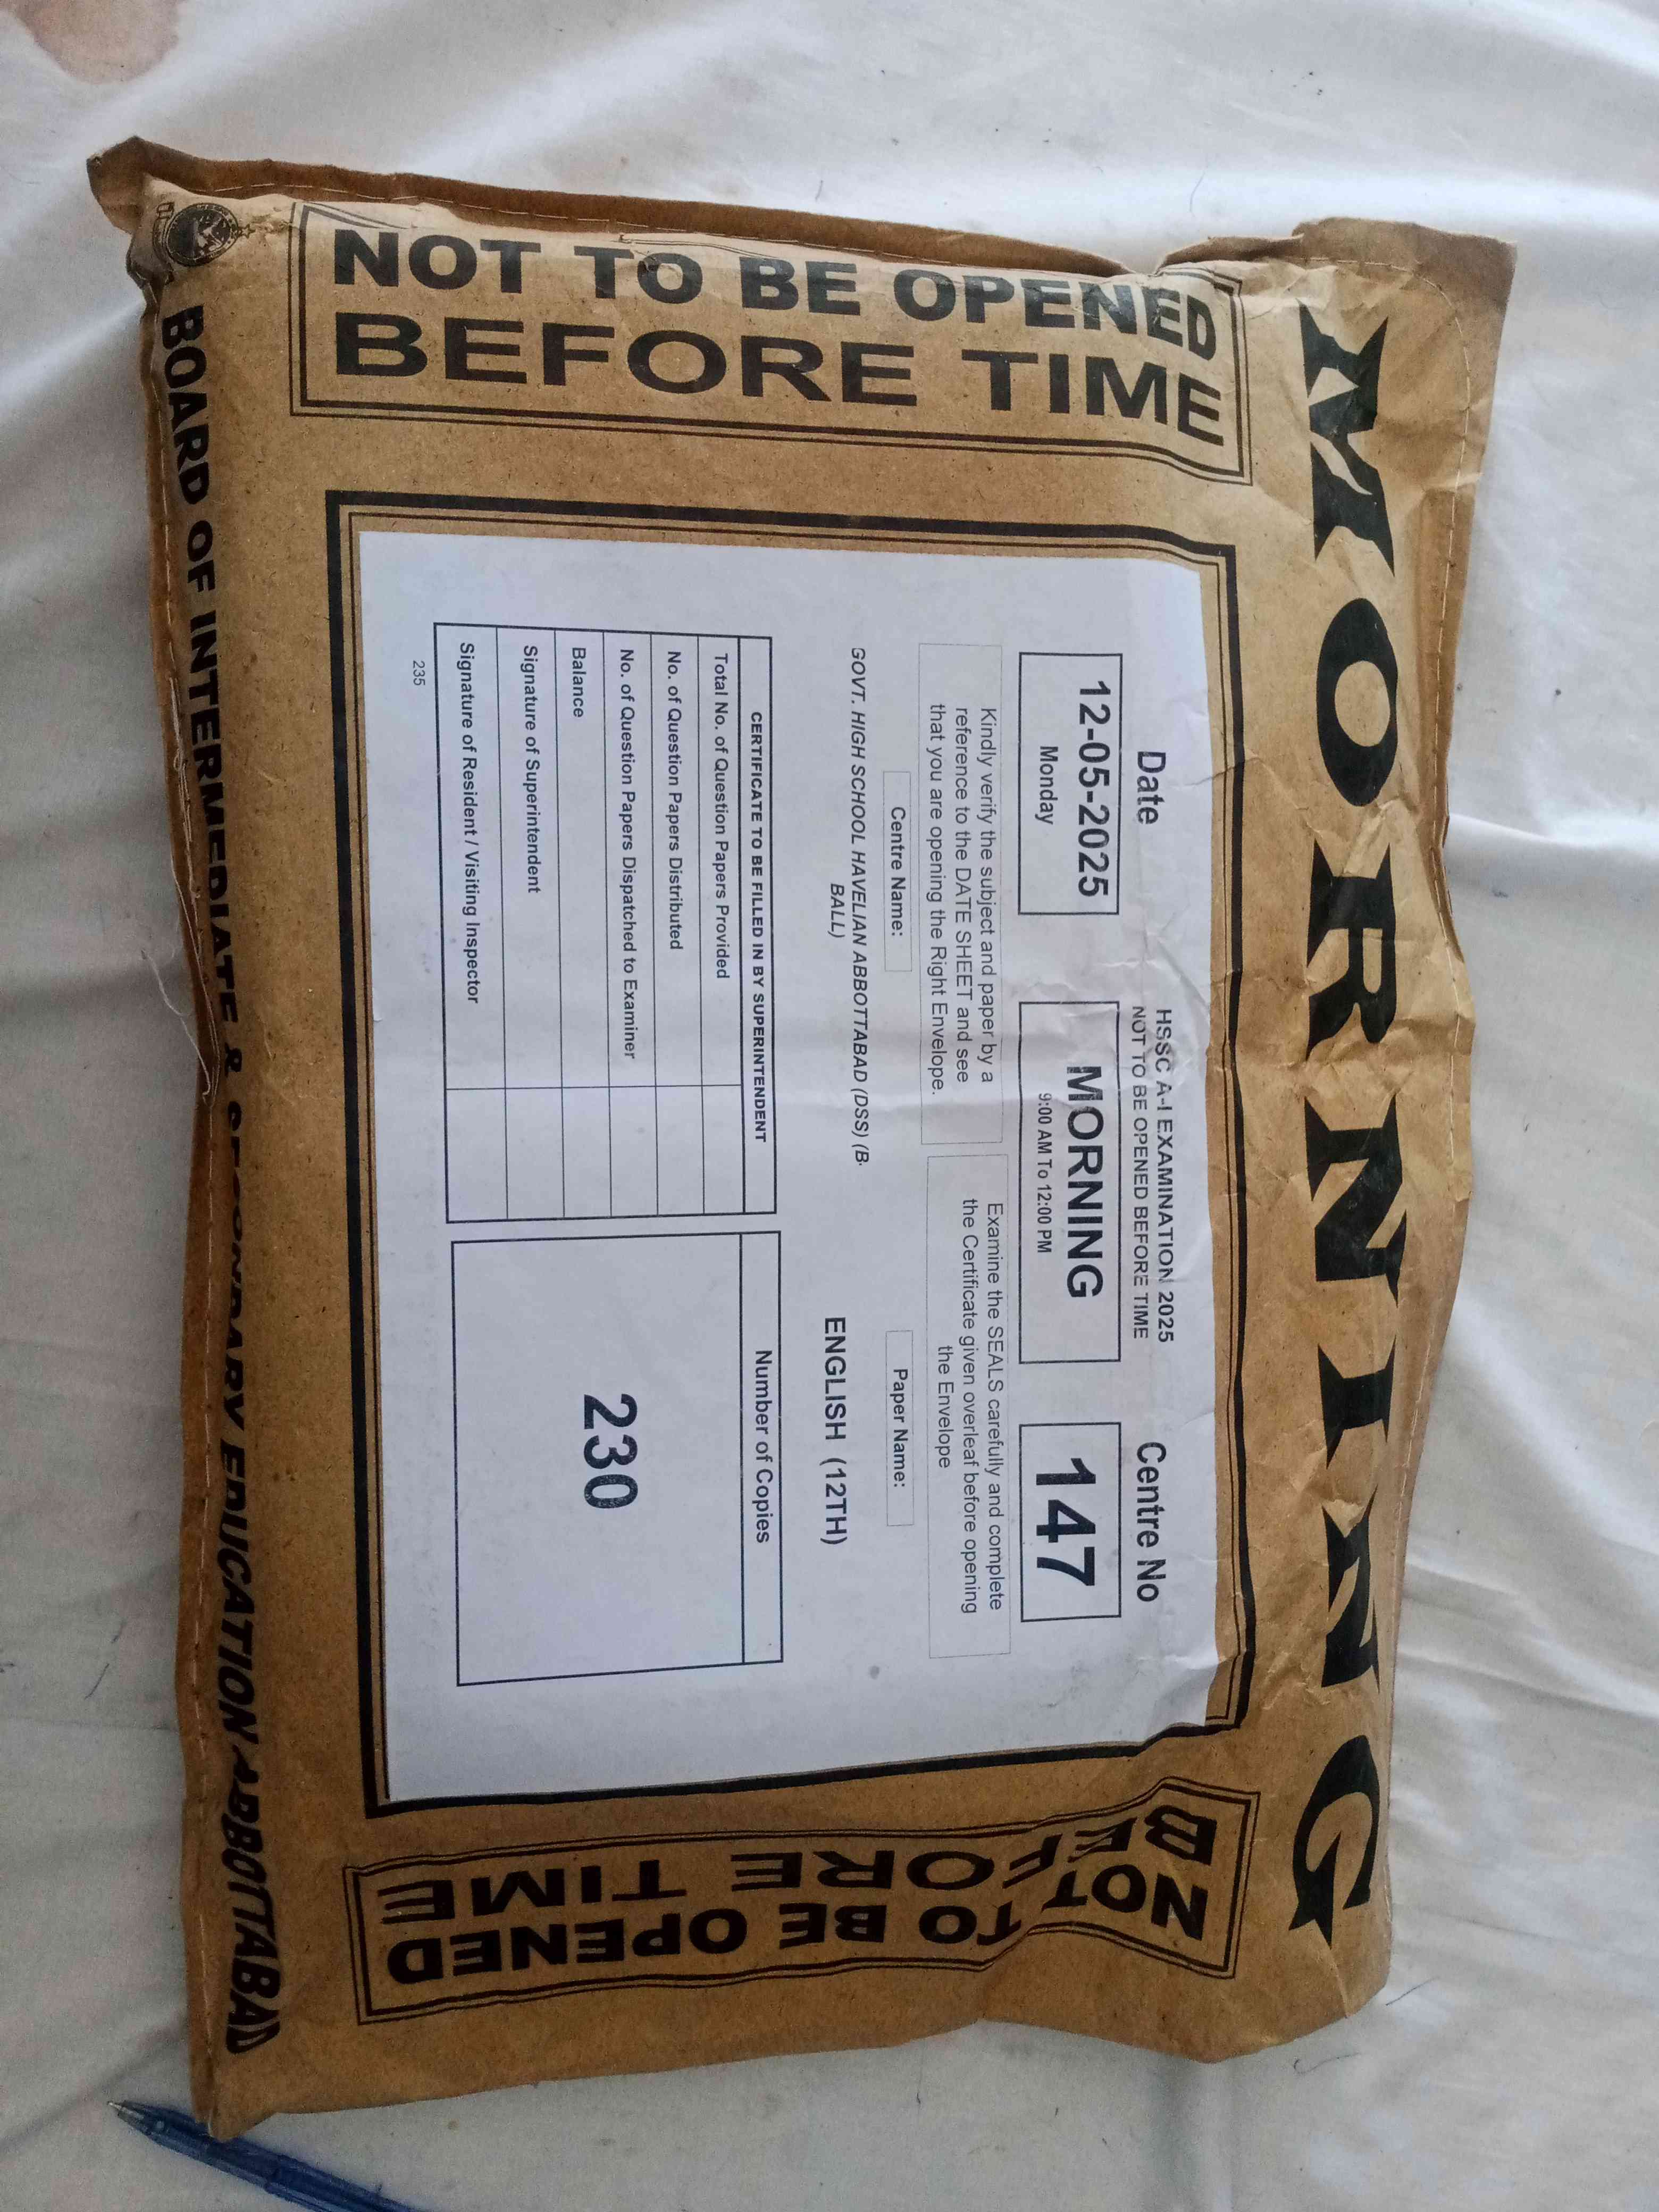 MORNING
NOT TO BE OPENED
BEFORE TIME
Date
12-05-2025
Monday
HSSC A-I EXAMINATION 2025
NOT TO BE OPENED BEFORE TIME
MORNING
9:00 AM To 12:00 PM
Centre No
147
Kindly verify the subject and paper by a
reference to the DATE SHEET and see
that you are opening the Right Envelope.
Examine the SEALS carefully and complete
the Certificate given overleaf before opening
the Envelope
Centre Name:
GOVT. HIGH SCHOOL HAVELIAN ABBOTTABAD (DSS) (B-
BALL)
Paper Name:
ENGLISH (12TH)
CERTIFICATE TO BE FILLED IN BY SUPERINTENDENT
Total No. of Question Papers Provided
No. of Question Papers Distributed
No. of Question Papers Dispatched to Examiner
Balance
Signature of Superintendent
Signature of Resident / Visiting Inspector
Number of Copies
230
235
NOT TO BE OPENED
BEFORE TIME
BOARD OF INTERMEDIATE & SECONDARY EDUCATION ABBOTTABAD